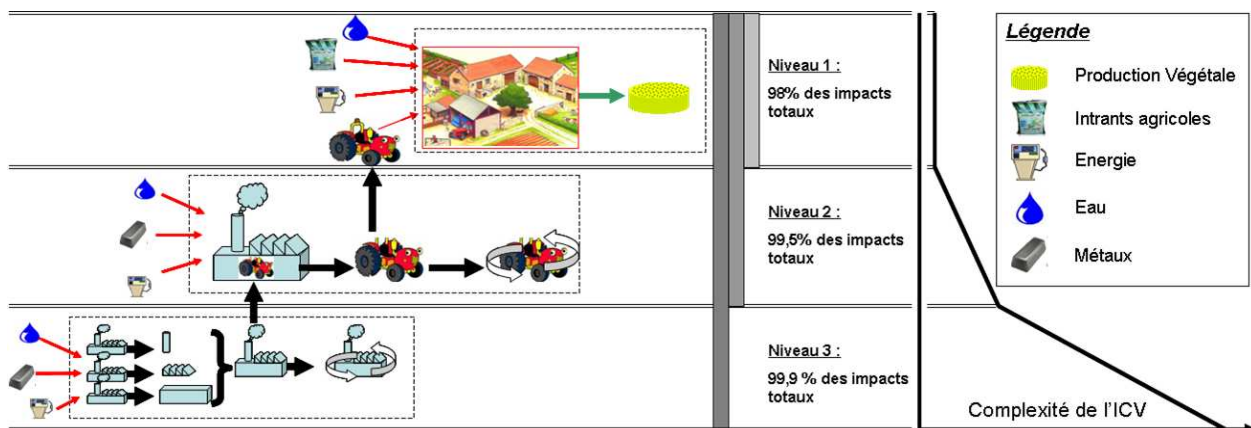 Niveau 1 :
98% des impacts
totaux
Niveau 2 :
99,5% des impacts
totaux
Niveau 3 :
99,9 % des impacts
totaux
Légende
Production Végétale
Intrants agricoles
Energie
Eau
Métaux
Complexité de l'ICV